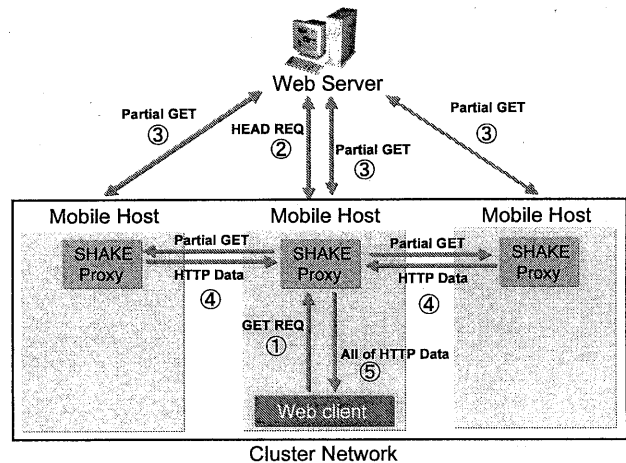 Web Server
Partial GET
③
HEAD REQ
②
Partial GET
③
Partial GET
③
Mobile Host
Mobile Host
Mobile Host
SHAKE
Proxy
Partial GET
HTTP Data
④
SHAKE
Proxy
Partial GET
HTTP Data
④
SHAKE
Proxy
GET REQ
①
All of HTTP Data
⑤
Web client
Cluster Network